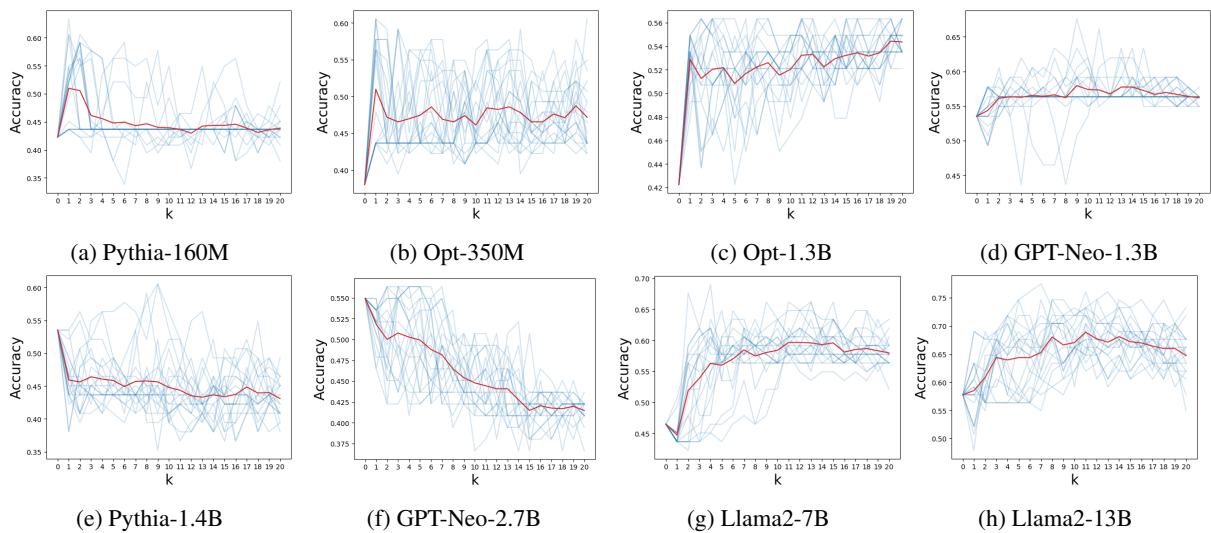 0.60
0.55
0.50
0.45
0.40
0.35
Accuracy
0 1 2 3 4 5 6 7 8 9 10 11 12 13 14 15 16 17 18 19 20
k
(a) Pythia-160M
0.60
0.55
0.50
0.45
0.40
Accuracy
0 1 2 3 4 5 6 7 8 9 10 11 12 13 14 15 16 17 18 19 20
k
(b) Opt-350M
0.56
0.54
0.52
0.50
0.48
0.46
0.44
0.42
Accuracy
0 1 2 3 4 5 6 7 8 9 10 11 12 13 14 15 16 17 18 19 20
k
(c) Opt-1.3B
0.65
0.60
0.55
0.50
0.45
Accuracy
0 1 2 3 4 5 6 7 8 9 10 11 12 13 14 15 16 17 18 19 20
k
(d) GPT-Neo-1.3B
0.60
0.55
0.50
0.45
0.40
0.35
Accuracy
0 1 2 3 4 5 6 7 8 9 10 11 12 13 14 15 16 17 18 19 20
k
(e) Pythia-1.4B
0.550
0.525
0.500
0.475
0.450
0.425
0.400
0.375
Accuracy
0 1 2 3 4 5 6 7 8 9 10 11 12 13 14 15 16 17 18 19 20
k
(f) GPT-Neo-2.7B
0.70
0.65
0.60
0.55
0.50
0.45
Accuracy
0 1 2 3 4 5 6 7 8 9 10 11 12 13 14 15 16 17 18 19 20
k
(g) Llama2-7B
0.75
0.70
0.65
0.60
0.55
0.50
Accuracy
0 1 2 3 4 5 6 7 8 9 10 11 12 13 14 15 16 17 18 19 20
k
(h) Llama2-13B